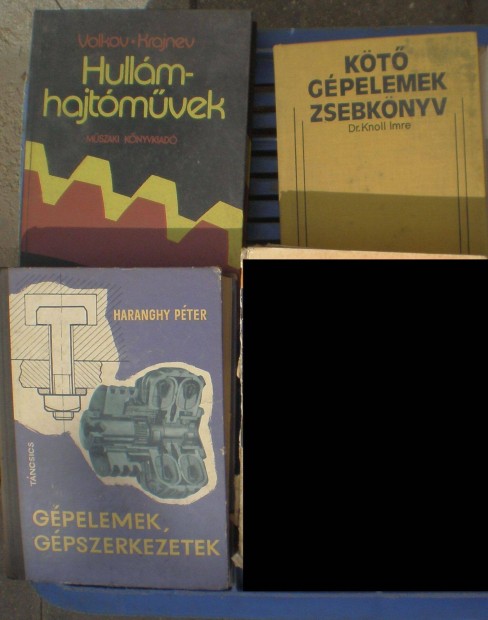 Volkov · Krajnev
Hullám-
hajtóművek
MŰSZAKI KÖNYVKIADÓ
KÖTŐ
GÉPELEMEK
ZSEBKÖNYV
Dr. Knoll Imre
HARANGHY PÉTER
TÁNCSICS
GÉPELEMEK,
GÉPSZERKEZETEK